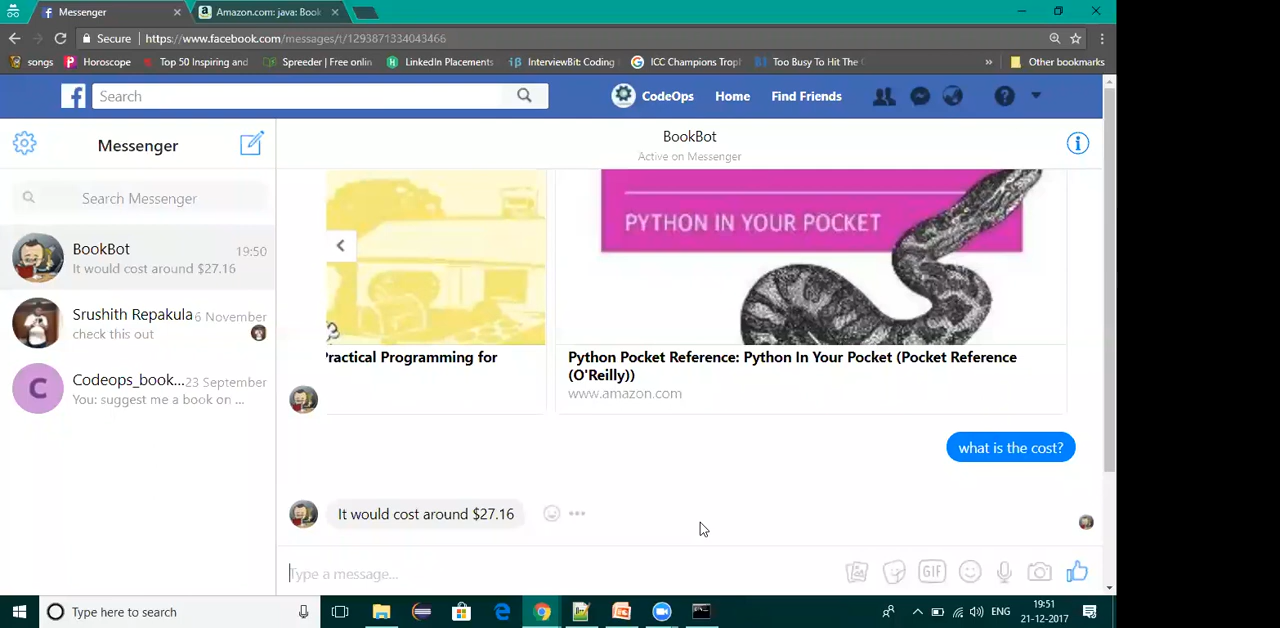 Messenger
Amazon.com: java: Book
Secure
https://www.facebook.com/messages/t/1293871334043466
songs
Horoscope
Top 50 Inspiring and
Spreeder | Free onlin
LinkedIn Placements
InterviewBit: Coding
ICC Champions Trop
Too Busy To Hit The
»
Other bookmarks
Search
CodeOps
Home
Find Friends
Messenger
BookBot
Active on Messenger
Search Messenger
BookBot
19:50
It would cost around $27.16
Srushith Repakula
6 November
check this out
C
Codeops_book...
23 September
You: suggest me a book on ...
PYTHON IN YOUR POCKET
Practical Programming for
Python Pocket Reference: Python In Your Pocket (Pocket Reference
(O'Reilly))
www.amazon.com
what is the cost?
It would cost around $27.16
Type a message...
GIF
Type here to search
ENG
19:51
21-12-2017